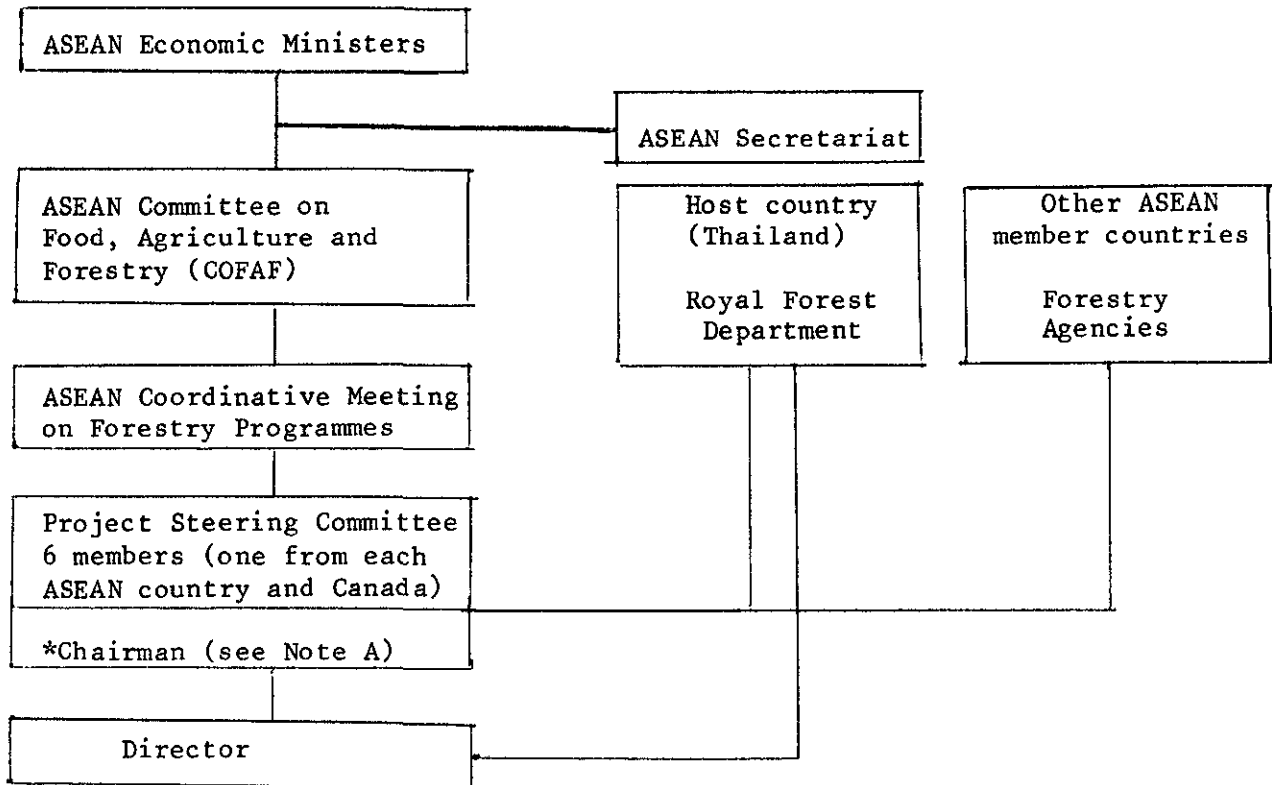 ASEAN Economic Ministers
ASEAN Secretariat
ASEAN Committee on
Food, Agriculture and
Forestry (COFAF)
Host country
(Thailand)
Royal Forest
Department
Other ASEAN
member countries
Forestry
Agencies
ASEAN Coordinative Meeting
on Forestry Programmes
Project Steering Committee
6 members (one from each
ASEAN country and Canada)
*Chairman (see Note A)
Director